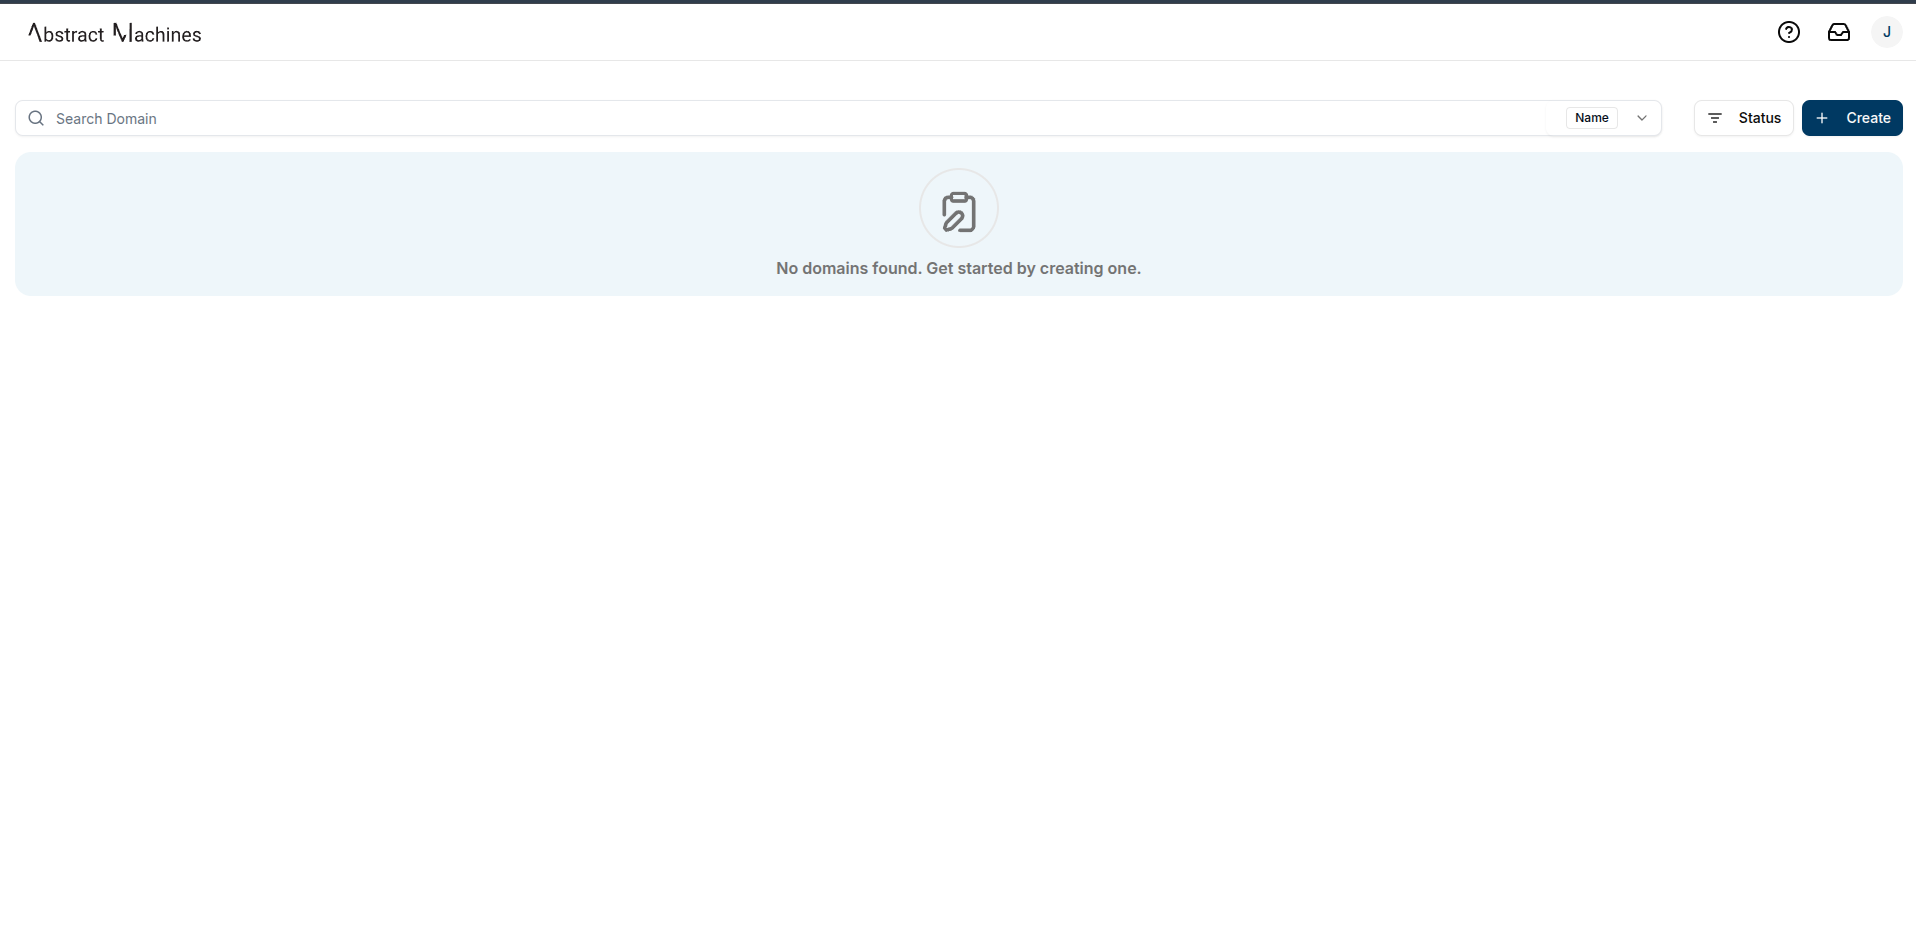 Abstract Machines
J
Search Domain
Name
Status
Create
No domains found. Get started by creating one.